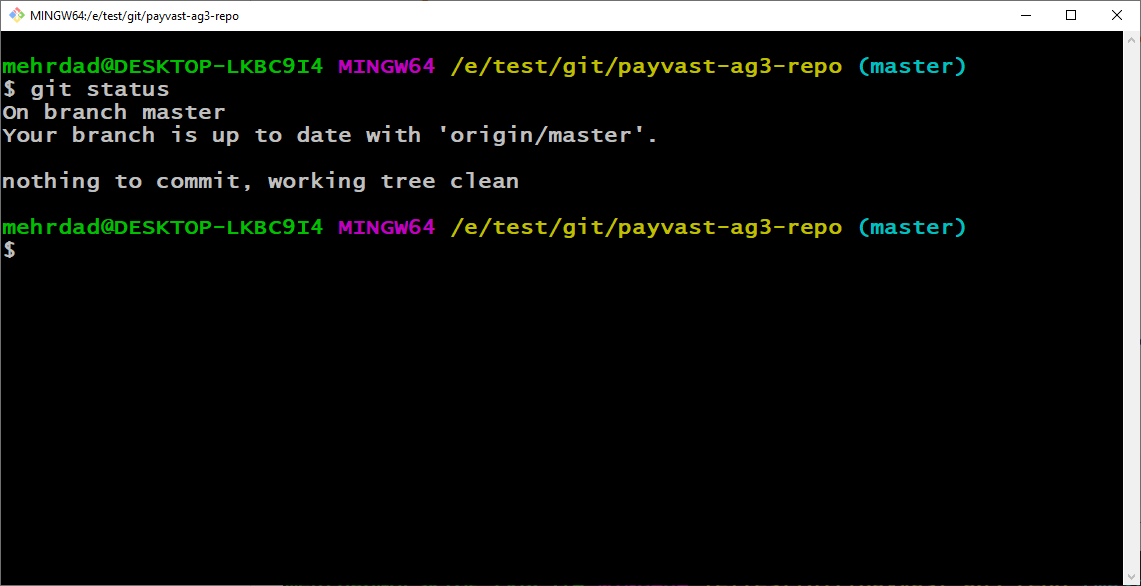 MINGW64:/e/test/git/payvast-ag3-repo
mehrdad@DESKTOP-LKBC9I4 MINGW64 /e/test/git/payvast-ag3-repo (master)
$ git status
On branch master
Your branch is up to date with 'origin/master'.
nothing to commit, working tree clean
mehrdad@DESKTOP-LKBC9I4 MINGW64 /e/test/git/payvast-ag3-repo (master)
$